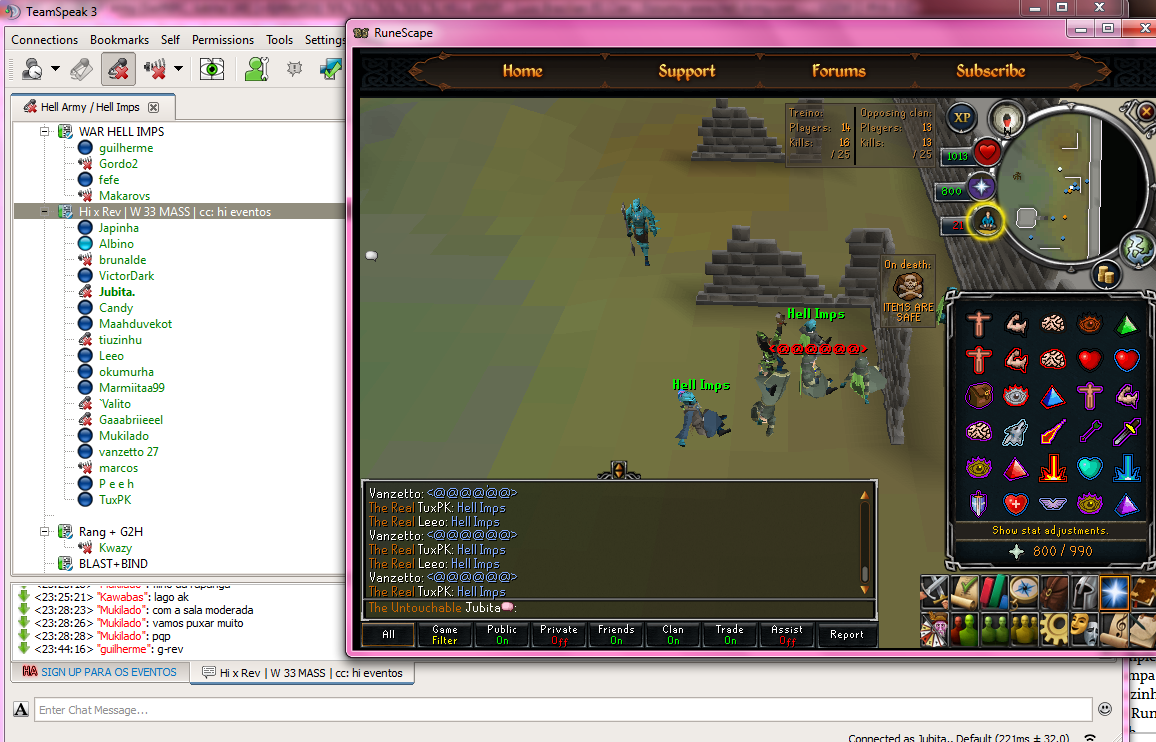 TeamSpeak 3
Connections Bookmarks Self Permissions Tools Settings
Hell Army / Hell Imps
WAR HELL IMPS
guilherme
Gordo2
fefe
Makarovs
Hi x Rev | W 33 MASS | cc: hi eventos
Japinha
Albino
brunalde
VictorDark
Jubita.
Candy
Maahduvekot
tiuzinhu
Leeo
okumurha
Marmiitaa99
`Valito
Gaaabriieeel
Mukilado
vanzetto 27
marcos
P e e h
TuxPK
Rang + G2H
Kwazy
BLAST+BIND
<23:25:21> "Kawabas": lago ak
<23:28:23> "Mukilado": com a sala moderada
<23:28:26> "Mukilado": vamos puxar muito
<23:28:28> "Mukilado": pqp
<23:44:16> "guilherme": g-rev
HA SIGN UP PARA OS EVENTOS
Hi x Rev | W 33 MASS | cc: hi eventos
A
Enter Chat Message...
Connected as Jubita., Default (221ms ± 32.0)
RuneScape
Home Support Forums Subscribe
Treino: Opposing clan:
Players: 14 Players: 13
Kills: 16 Kills: 13
/ 25 / 25
XP
1013
800
21
On death:
ITEMS ARE
SAFE
Hell Imps
<@@@@@@>
Hell Imps
Vanzetto: <@@@@@@>
The Real TuxPK: Hell Imps
The Real Leeo: Hell Imps
Vanzetto: <@@@@@@>
The Real TuxPK: Hell Imps
The Real Leeo: Hell Imps
Vanzetto: <@@@@@@>
The Real TuxPK: Hell Imps
The Untouchable Jubita:
All
Game Filter
Public On
Private Off
Friends On
Clan On
Trade On
Assist Off
Report
Show stat adjustments.
800 / 990